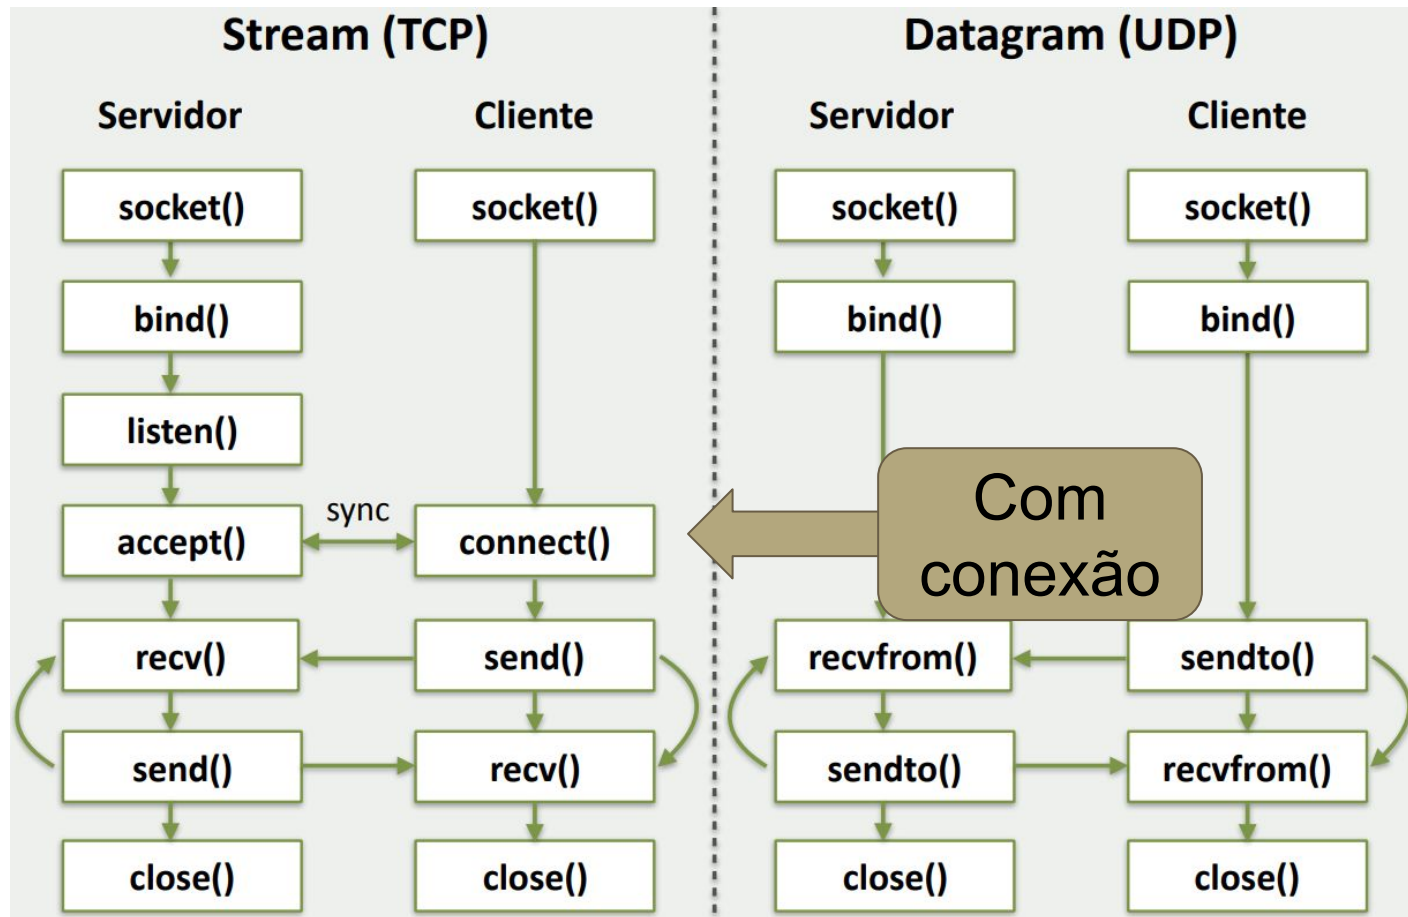 Stream (TCP)
Servidor
Cliente
socket()
socket()
bind()
listen()
accept()
sync
connect()
recv()
send()
send()
recv()
close()
close()
Datagram (UDP)
Servidor
Cliente
socket()
socket()
bind()
bind()
Com
conexão
recvfrom()
sendto()
sendto()
recvfrom()
close()
close()